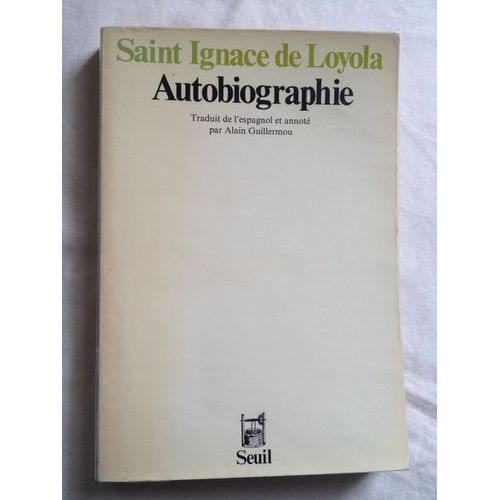 Saint Ignace de Loyola
Autobiographie
Traduit de l'espagnol et annoté
par Alain Guillermou
Seuil